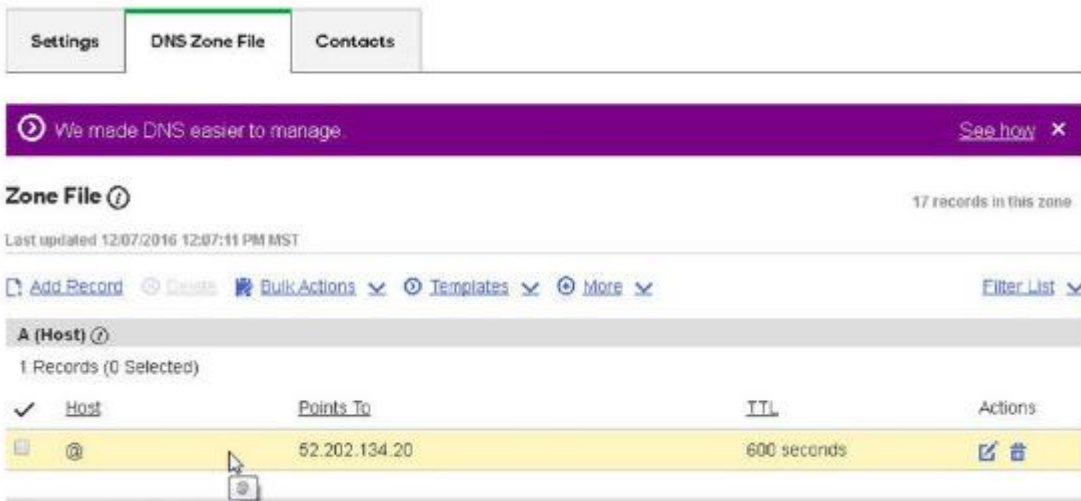 Settings DNS Zone File Contacts
We made DNS easier to manage. See how ×
Zone File 17 records in this zone
Last updated 12/07/2016 12:07:11 PM MST
Add Record Delete Bulk Actions Templates More Filter List
A (Host)
1 Records (0 Selected)
Host Points To TTL Actions
@ 52.202.134.20 600 seconds
@